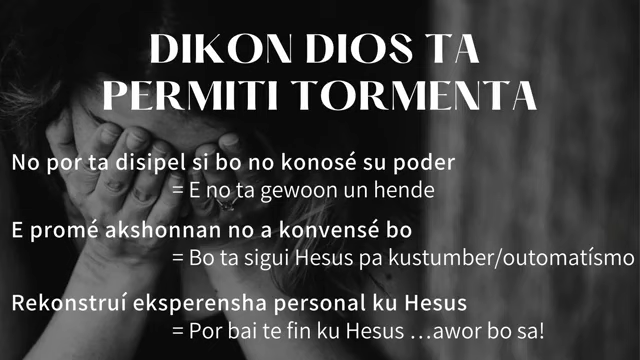 DIKON DIOS TA
PERMITI TORMENTA
No por ta disipel si bo no konosé su poder
= E no ta gewoon un hende
E promé akshonnan no a konvensé bo
= Bo ta sigui Hesus pa kustumber/outomatísmo
Rekonstruí eksperensha personal ku Hesus
= Por bai te fin ku Hesus ...awor bo sa!